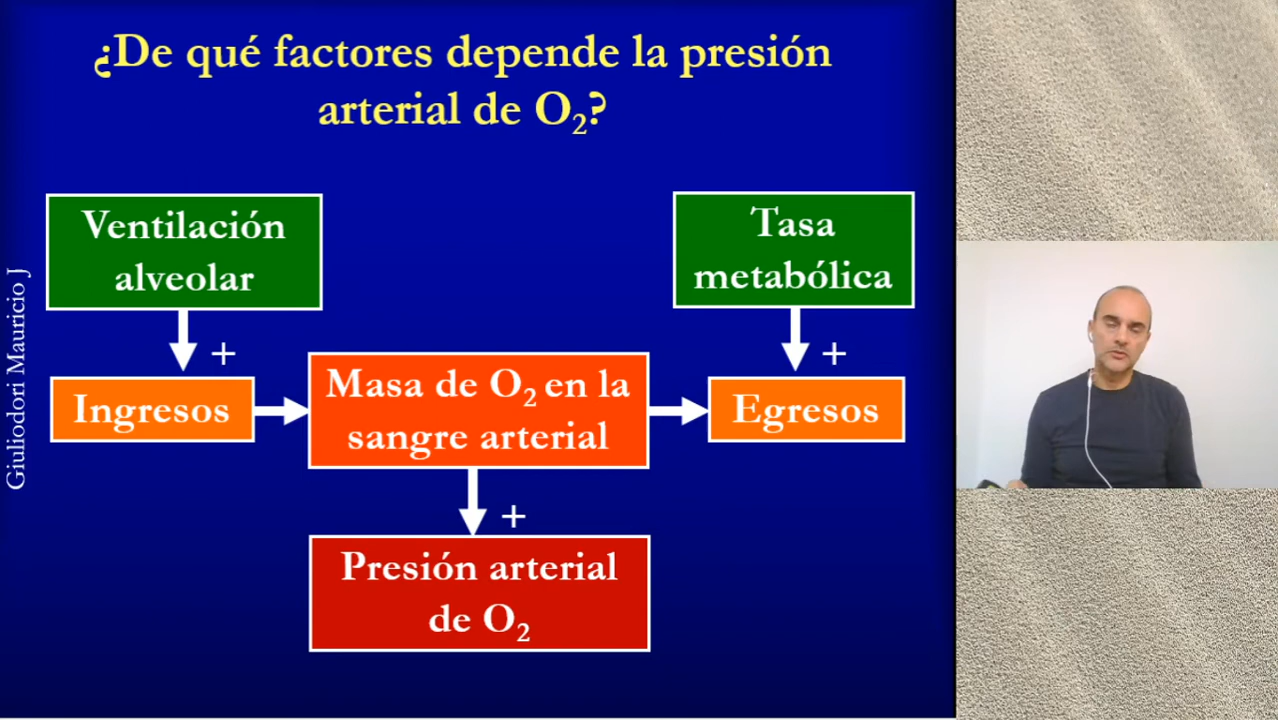 ¿De qué factores depende la presión
arterial de O₂?
Ventilación
alveolar
Tasa
metabólica
+
+
Ingresos
Masa de O₂ en la
sangre arterial
Egresos
+
Presión arterial
de O₂
Giuliodori Mauricio J